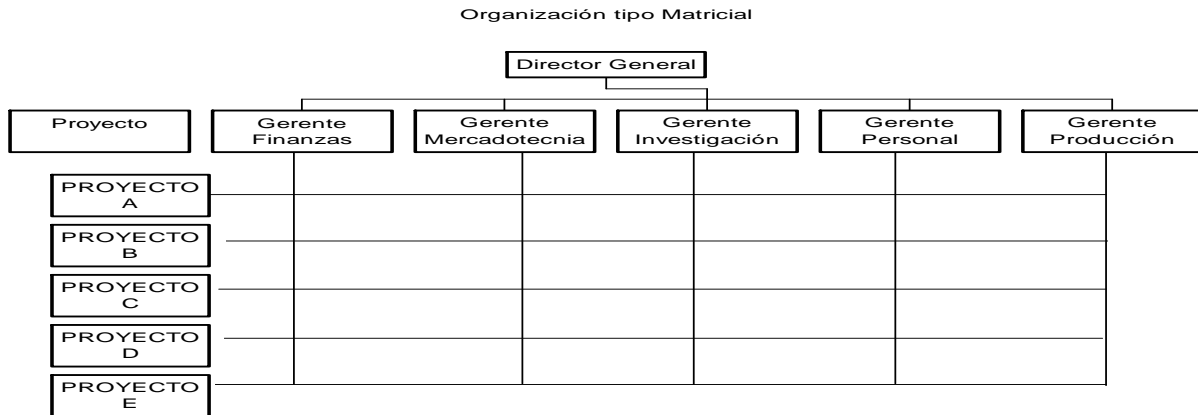 Organización tipo Matricial
Director General
Proyecto
Gerente
Finanzas
Gerente
Mercadotecnia
Gerente
Investigación
Gerente
Personal
Gerente
Producción
PROYECTO
A
PROYECTO
B
PROYECTO
C
PROYECTO
D
PROYECTO
E